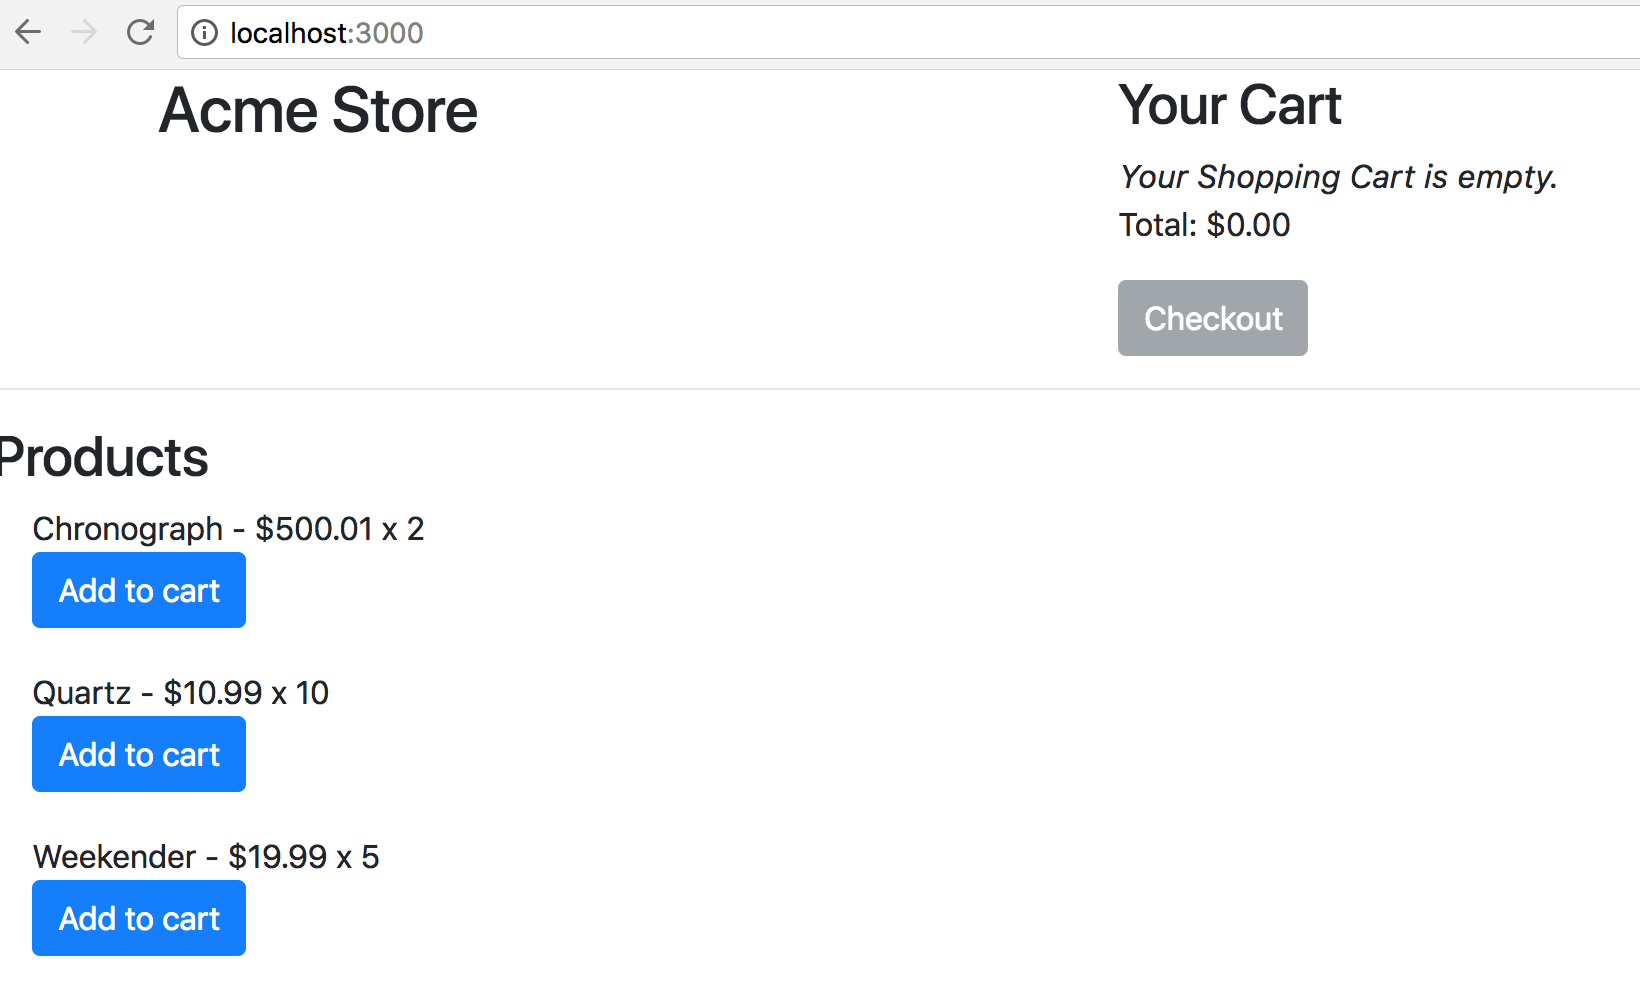 localhost:3000
Acme Store
Your Cart
Your Shopping Cart is empty.
Total: $0.00
Checkout
Products
Chronograph - $500.01 x 2
Add to cart
Quartz - $10.99 x 10
Add to cart
Weekender - $19.99 x 5
Add to cart